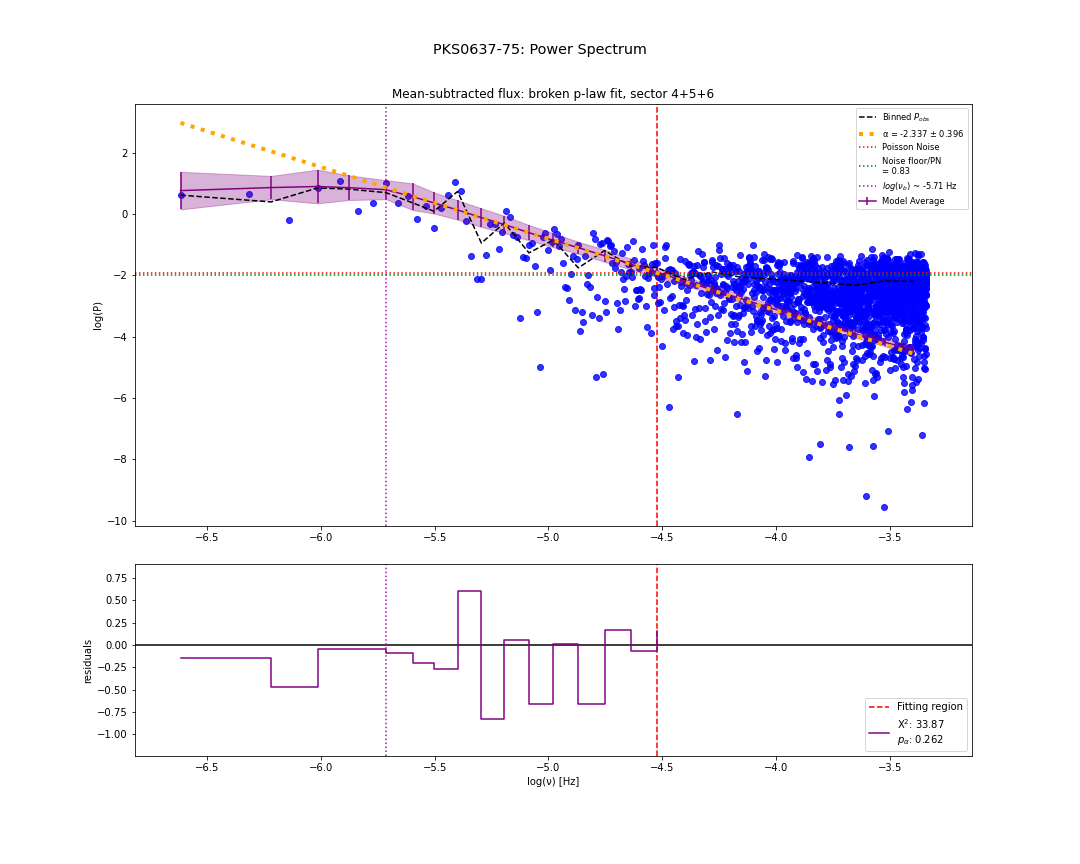 PKS0637-75: Power Spectrum
Mean-subtracted flux: broken p-law fit, sector 4+5+6
Binned P_obs
α = -2.337 ± 0.396
Poisson Noise
Noise floor/PN
= 0.83
log(ν_b) ~ -5.71 Hz
Model Average
log(P)
2
0
−2
−4
−6
−8
−10
−6.5 −6.0 −5.5 −5.0 −4.5 −4.0 −3.5
residuals
0.75
0.50
0.25
0.00
−0.25
−0.50
−0.75
−1.00
Fitting region
X²: 33.87
p_α: 0.262
−6.5 −6.0 −5.5 −5.0 −4.5 −4.0 −3.5
log(ν) [Hz]